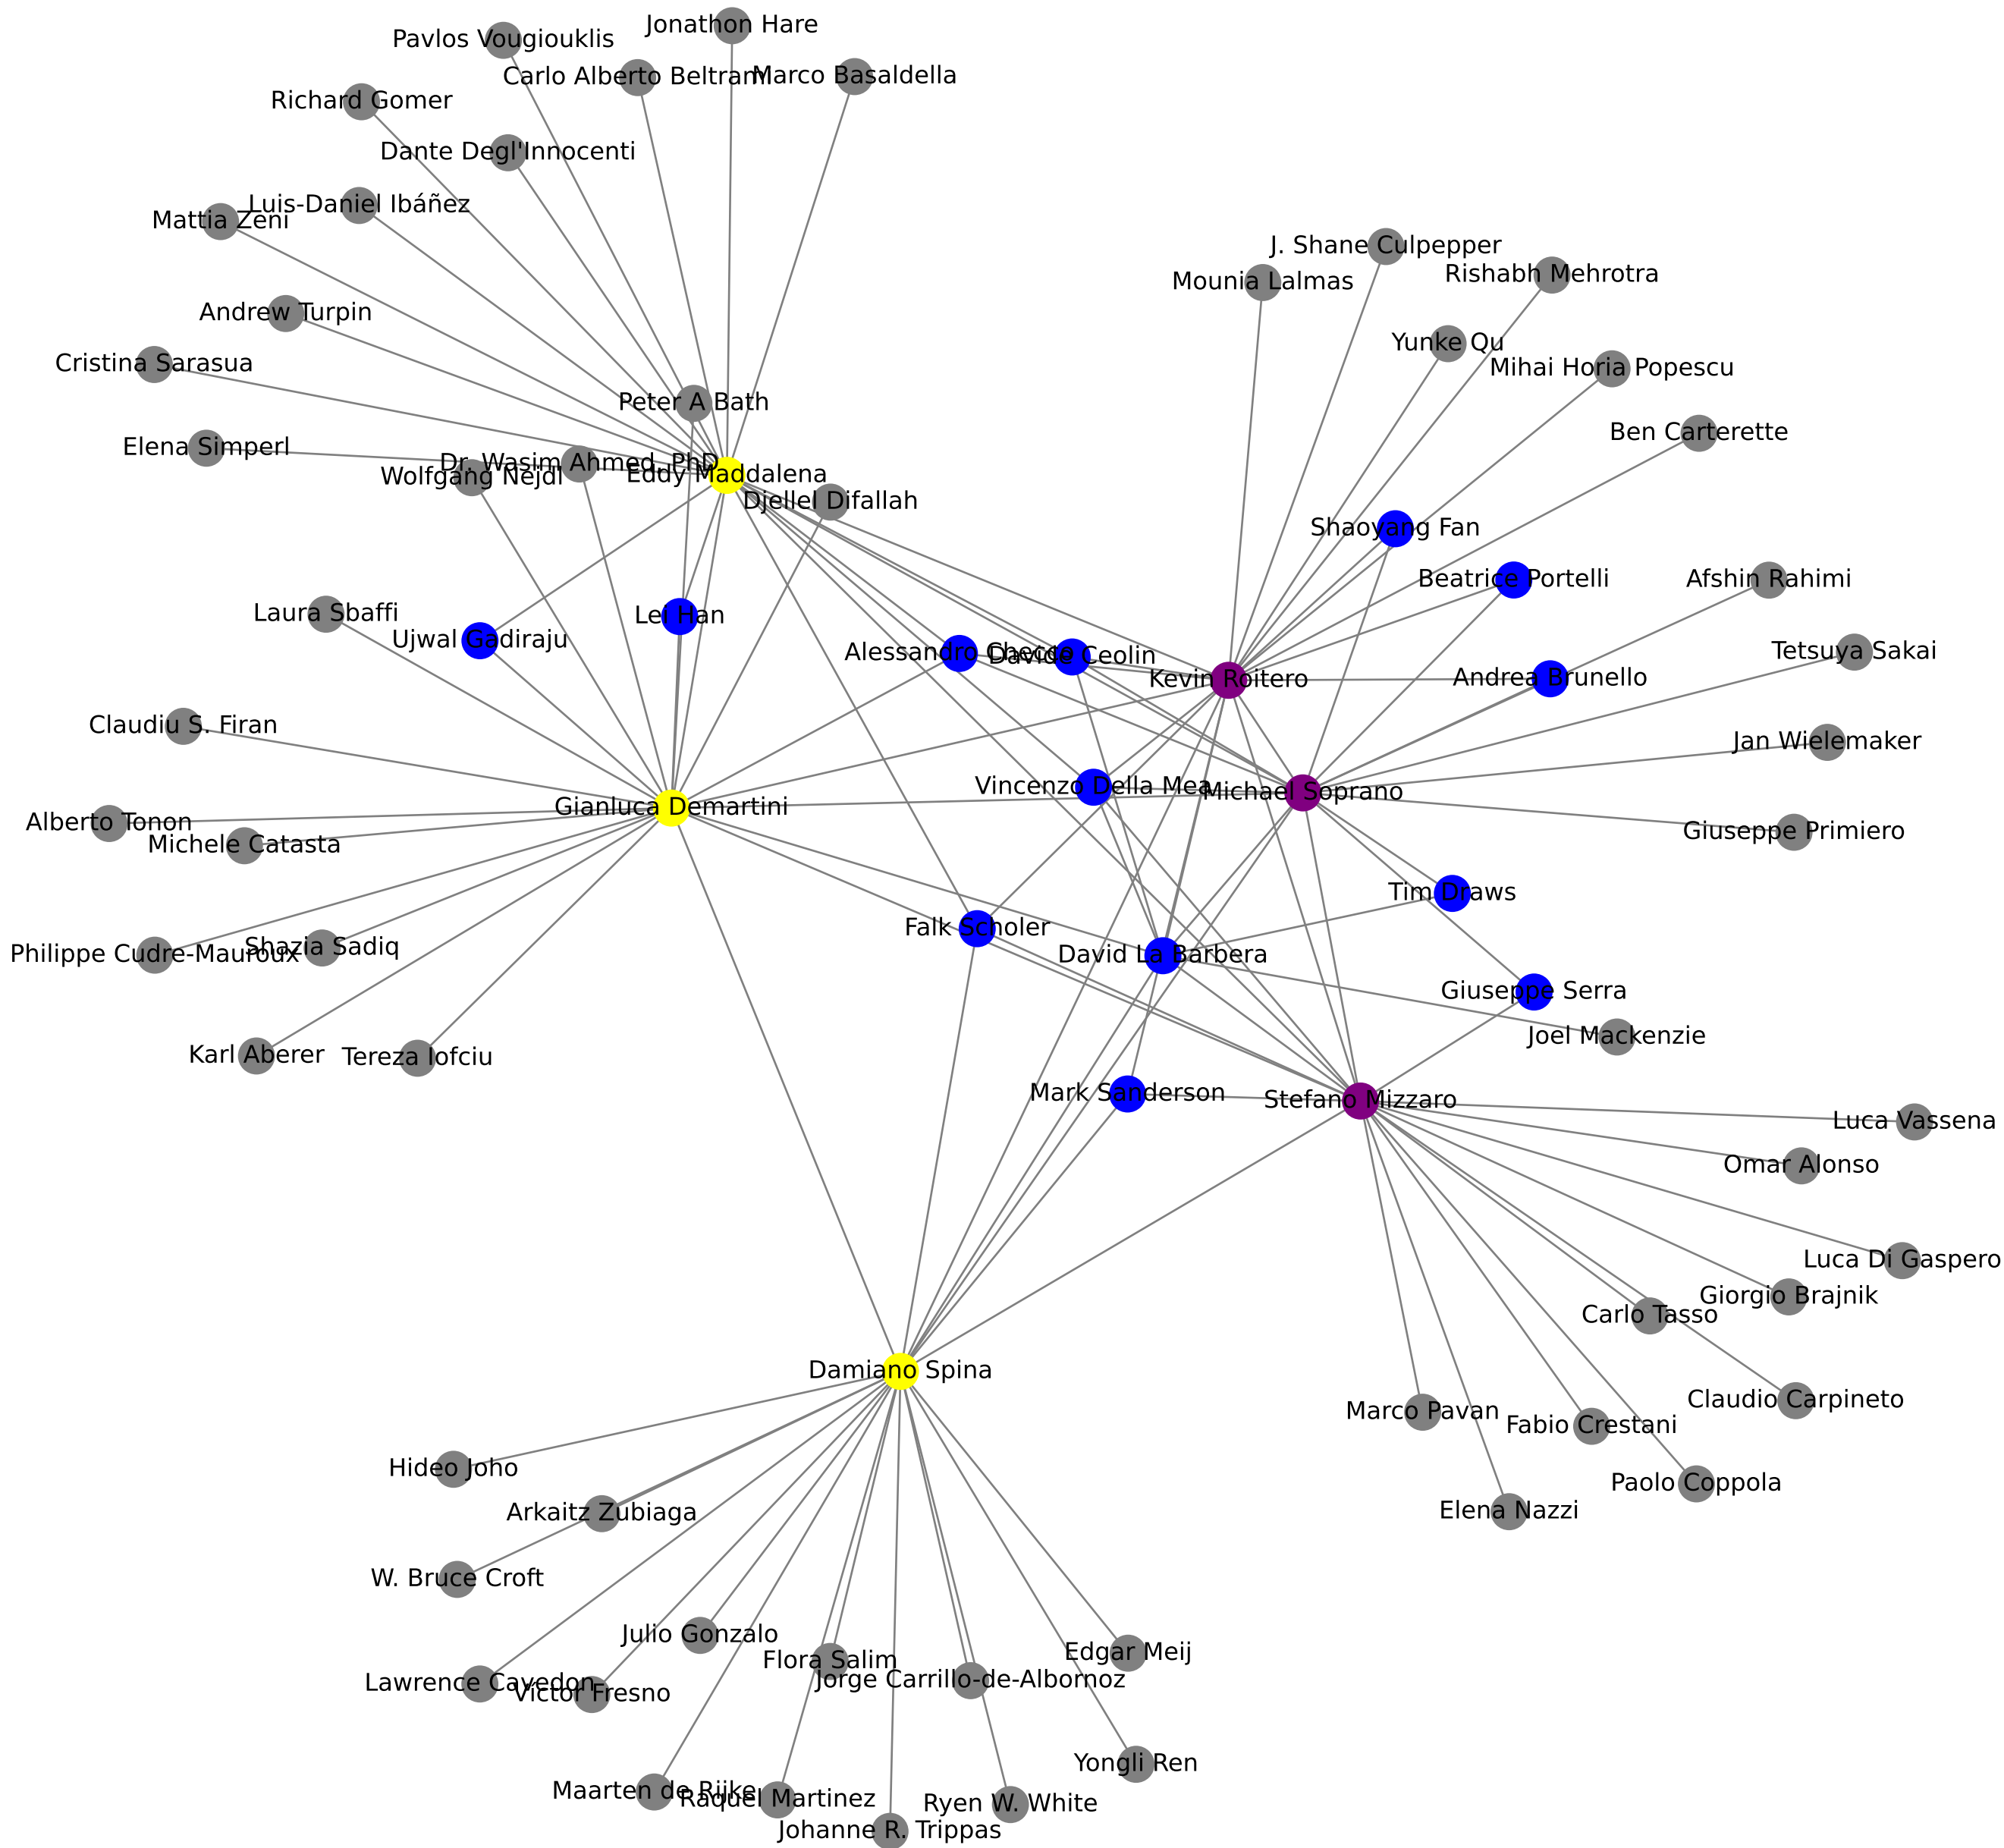 Jonathon Hare
Pavlos Vougiouklis
Carlo Alberto Beltrami
Marco Basaldella
Richard Gomer
Dante Degl'Innocenti
Luis-Daniel Ibáñez
Mattia Zeni
J. Shane Culpepper
Rishabh Mehrotra
Mounia Lalmas
Andrew Turpin
Yunke Qu
Cristina Sarasua
Mihai Horia Popescu
Peter A Bath
Ben Carterette
Elena Simperl
Dr. Wasim Ahmed, PhD
Wolfgang Nejdl
Eddy Maddalena
Djellel Difallah
Shaoyang Fan
Beatrice Portelli
Afshin Rahimi
Laura Sbaffi
Lei Han
Ujwal Gadiraju
Alessandro Checco
Davide Ceolin
Tetsuya Sakai
Kevin Roitero
Andrea Brunello
Claudiu S. Firan
Jan Wielemaker
Vincenzo Della Mea
Michael Soprano
Gianluca Demartini
Alberto Tonon
Giuseppe Primiero
Michele Catasta
Tim Draws
Falk Scholer
Philippe Cudre-Mauroux
Shazia Sadiq
David La Barbera
Giuseppe Serra
Joel Mackenzie
Karl Aberer
Tereza Iofciu
Mark Sanderson
Stefano Mizzaro
Luca Vassena
Omar Alonso
Luca Di Gaspero
Giorgio Brajnik
Carlo Tasso
Damiano Spina
Claudio Carpineto
Marco Pavan
Fabio Crestani
Hideo Joho
Paolo Coppola
Arkaitz Zubiaga
Elena Nazzi
W. Bruce Croft
Julio Gonzalo
Edgar Meij
Flora Salim
Jorge Carrillo-de-Albornoz
Lawrence Cavedon
Víctor Fresno
Yongli Ren
Maarten de Rijke
Raquel Martinez
Ryen W. White
Johanne R. Trippas